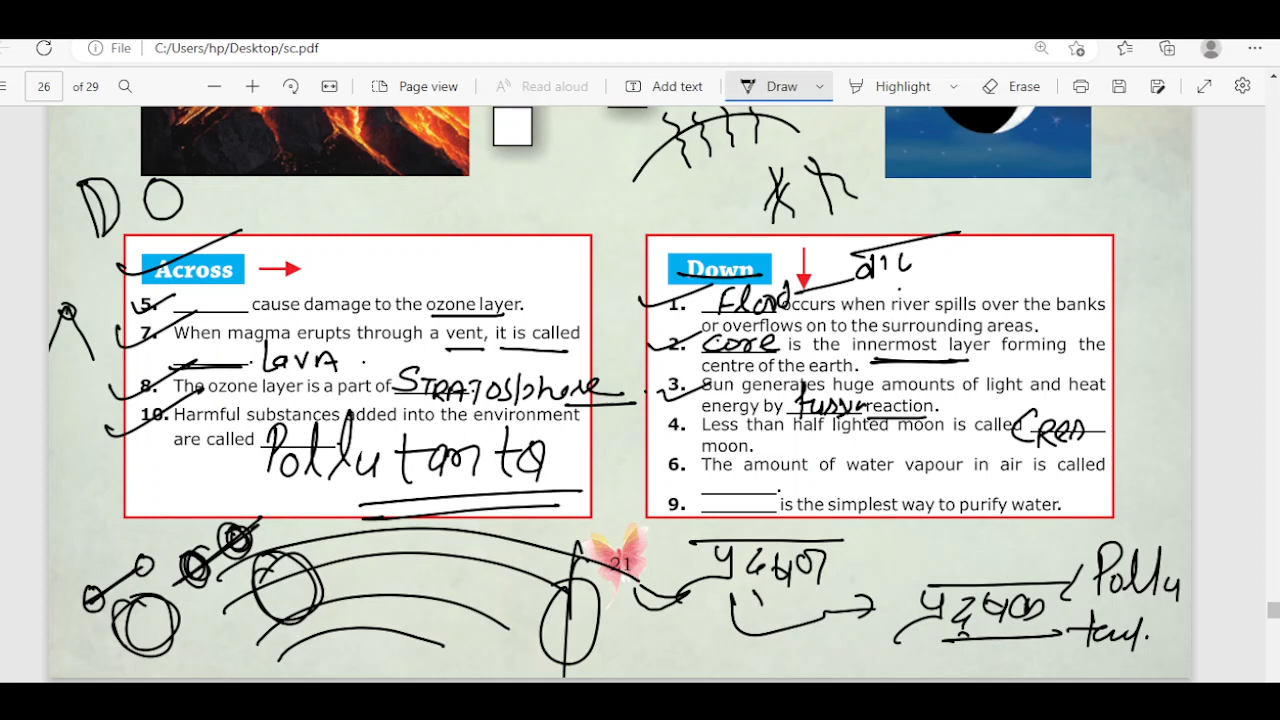 File C:/Users/hp/Desktop/sc.pdf
26 of 29 Page view Read aloud Add text Draw Highlight Erase
D O
Across
5. ________ cause damage to the ozone layer.
7. When magma erupts through a vent, it is called
________. LAVA .
8. The ozone layer is a part of STRATOSphere
10. Harmful substances added into the environment
are called ________.
Pollutants
Down
1. Flood occurs when river spills over the banks
or overflows on to the surrounding areas.
2. core is the innermost layer forming the
centre of the earth.
3. Sun generates huge amounts of light and heat
energy by reaction.
4. Less than half lighted moon is called
moon.
6. The amount of water vapour in air is called
________.
9. ________ is the simplest way to purify water.
21
Pollu